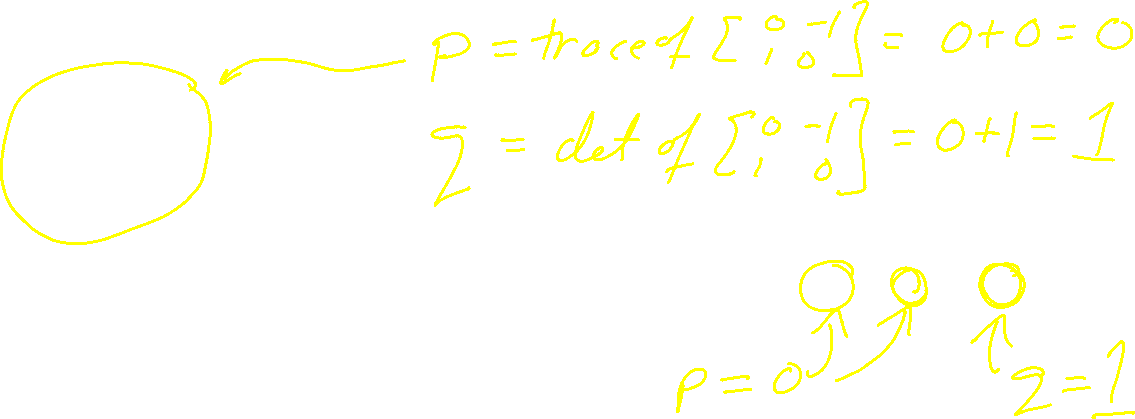 p = trace of [0 -1 1 0] = 0+0 = 0
q = det of [0 -1 1 0] = 0+1 = 1
p = 0 q = 1